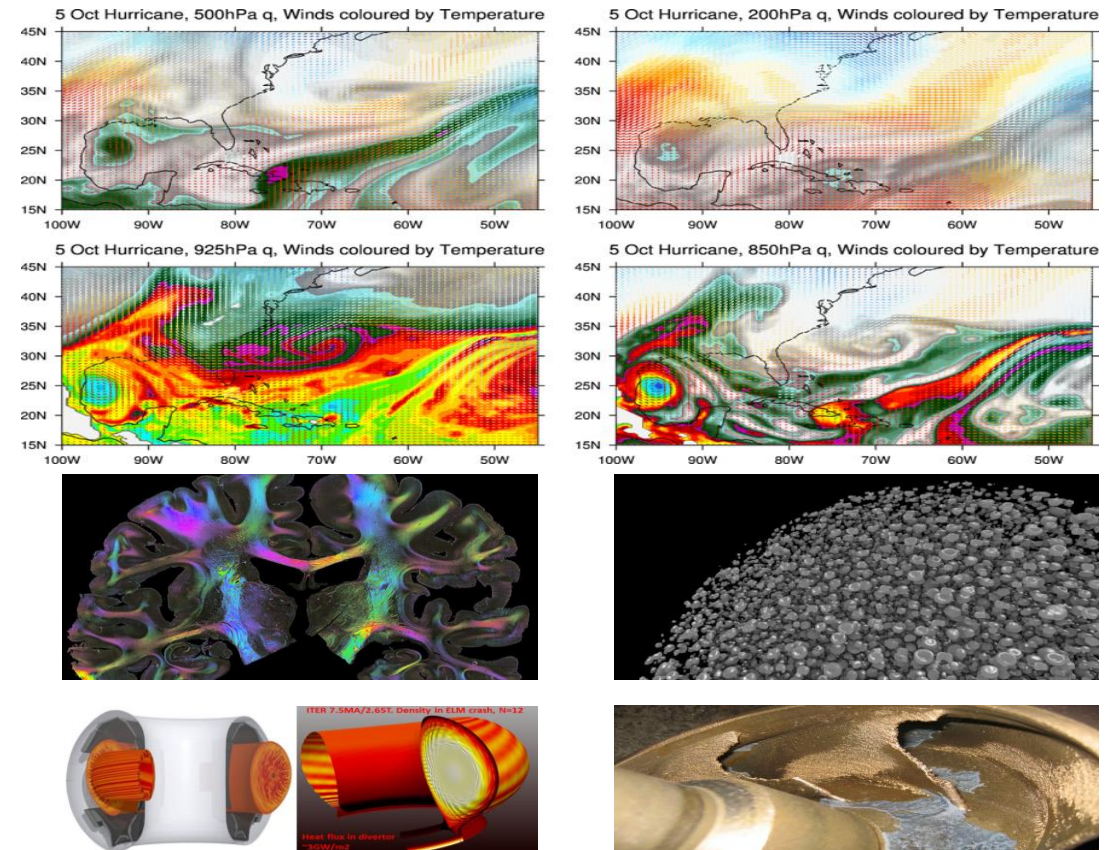 5 Oct Hurricane, 500hPa q, Winds coloured by Temperature
45N
40N
35N
30N
25N
20N
15N
100W 90W 80W 70W 60W 50W
5 Oct Hurricane, 200hPa q, Winds coloured by Temperature
45N
40N
35N
30N
25N
20N
15N
100W 90W 80W 70W 60W 50W
5 Oct Hurricane, 925hPa q, Winds coloured by Temperature
45N
40N
35N
30N
25N
20N
15N
100W 90W 80W 70W 60W 50W
5 Oct Hurricane, 850hPa q, Winds coloured by Temperature
45N
40N
35N
30N
25N
20N
15N
100W 90W 80W 70W 60W 50W
ITER 7.5MA/2.65T. Density in ELM crash, N=12
Heat flux in divertor
~5GW/m2